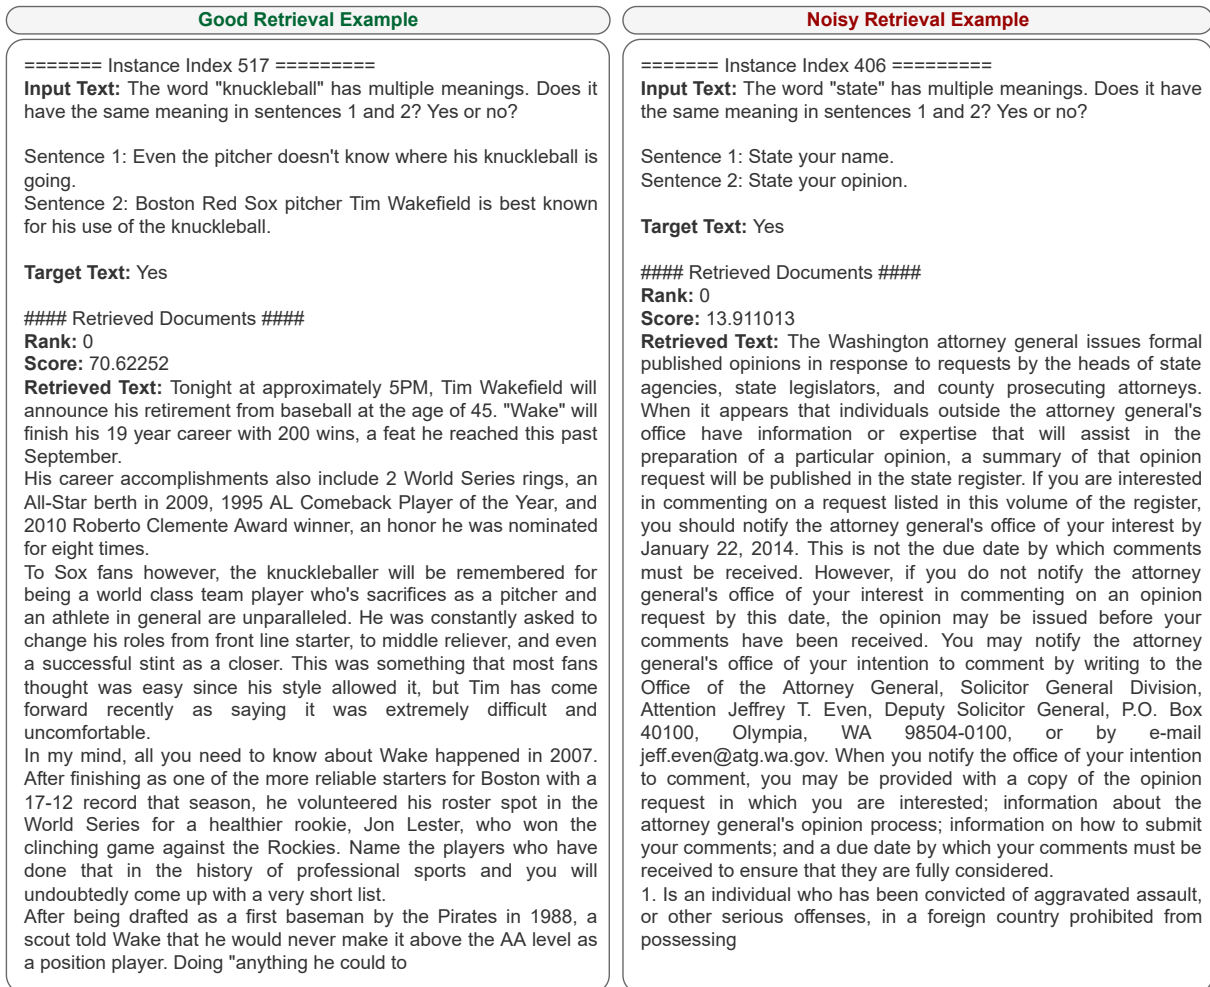 Good Retrieval Example
======= Instance Index 517 =========
Input Text: The word "knuckleball" has multiple meanings. Does it
have the same meaning in sentences 1 and 2? Yes or no?
Sentence 1: Even the pitcher doesn't know where his knuckleball is
going.
Sentence 2: Boston Red Sox pitcher Tim Wakefield is best known
for his use of the knuckleball.
Target Text: Yes
#### Retrieved Documents ####
Rank: 0
Score: 70.62252
Retrieved Text: Tonight at approximately 5PM, Tim Wakefield will
announce his retirement from baseball at the age of 45. "Wake" will
finish his 19 year career with 200 wins, a feat he reached this past
September.
His career accomplishments also include 2 World Series rings, an
All-Star berth in 2009, 1995 AL Comeback Player of the Year, and
2010 Roberto Clemente Award winner, an honor he was nominated
for eight times.
To Sox fans however, the knuckleballer will be remembered for
being a world class team player who's sacrifices as a pitcher and
an athlete in general are unparalleled. He was constantly asked to
change his roles from front line starter, to middle reliever, and even
a successful stint as a closer. This was something that most fans
thought was easy since his style allowed it, but Tim has come
forward recently as saying it was extremely difficult and
uncomfortable.
In my mind, all you need to know about Wake happened in 2007.
After finishing as one of the more reliable starters for Boston with a
17-12 record that season, he volunteered his roster spot in the
World Series for a healthier rookie, Jon Lester, who won the
clinching game against the Rockies. Name the players who have
done that in the history of professional sports and you will
undoubtedly come up with a very short list.
After being drafted as a first baseman by the Pirates in 1988, a
scout told Wake that he would never make it above the AA level as
a position player. Doing "anything he could to
Noisy Retrieval Example
======= Instance Index 406 =========
Input Text: The word "state" has multiple meanings. Does it have
the same meaning in sentences 1 and 2? Yes or no?
Sentence 1: State your name.
Sentence 2: State your opinion.
Target Text: Yes
#### Retrieved Documents ####
Rank: 0
Score: 13.911013
Retrieved Text: The Washington attorney general issues formal
published opinions in response to requests by the heads of state
agencies, state legislators, and county prosecuting attorneys.
When it appears that individuals outside the attorney general's
office have information or expertise that will assist in the
preparation of a particular opinion, a summary of that opinion
request will be published in the state register. If you are interested
in commenting on a request listed in this volume of the register,
you should notify the attorney general's office of your interest by
January 22, 2014. This is not the due date by which comments
must be received. However, if you do not notify the attorney
general's office of your interest in commenting on an opinion
request by this date, the opinion may be issued before your
comments have been received. You may notify the attorney
general's office of your intention to comment by writing to the
Office of the Attorney General, Solicitor General Division,
Attention Jeffrey T. Even, Deputy Solicitor General, P.O. Box
40100, Olympia, WA 98504-0100, or by e-mail
jeff.even@atg.wa.gov. When you notify the office of your intention
to comment, you may be provided with a copy of the opinion
request in which you are interested; information about the
attorney general's opinion process; information on how to submit
your comments; and a due date by which your comments must be
received to ensure that they are fully considered.
1. Is an individual who has been convicted of aggravated assault,
or other serious offenses, in a foreign country prohibited from
possessing